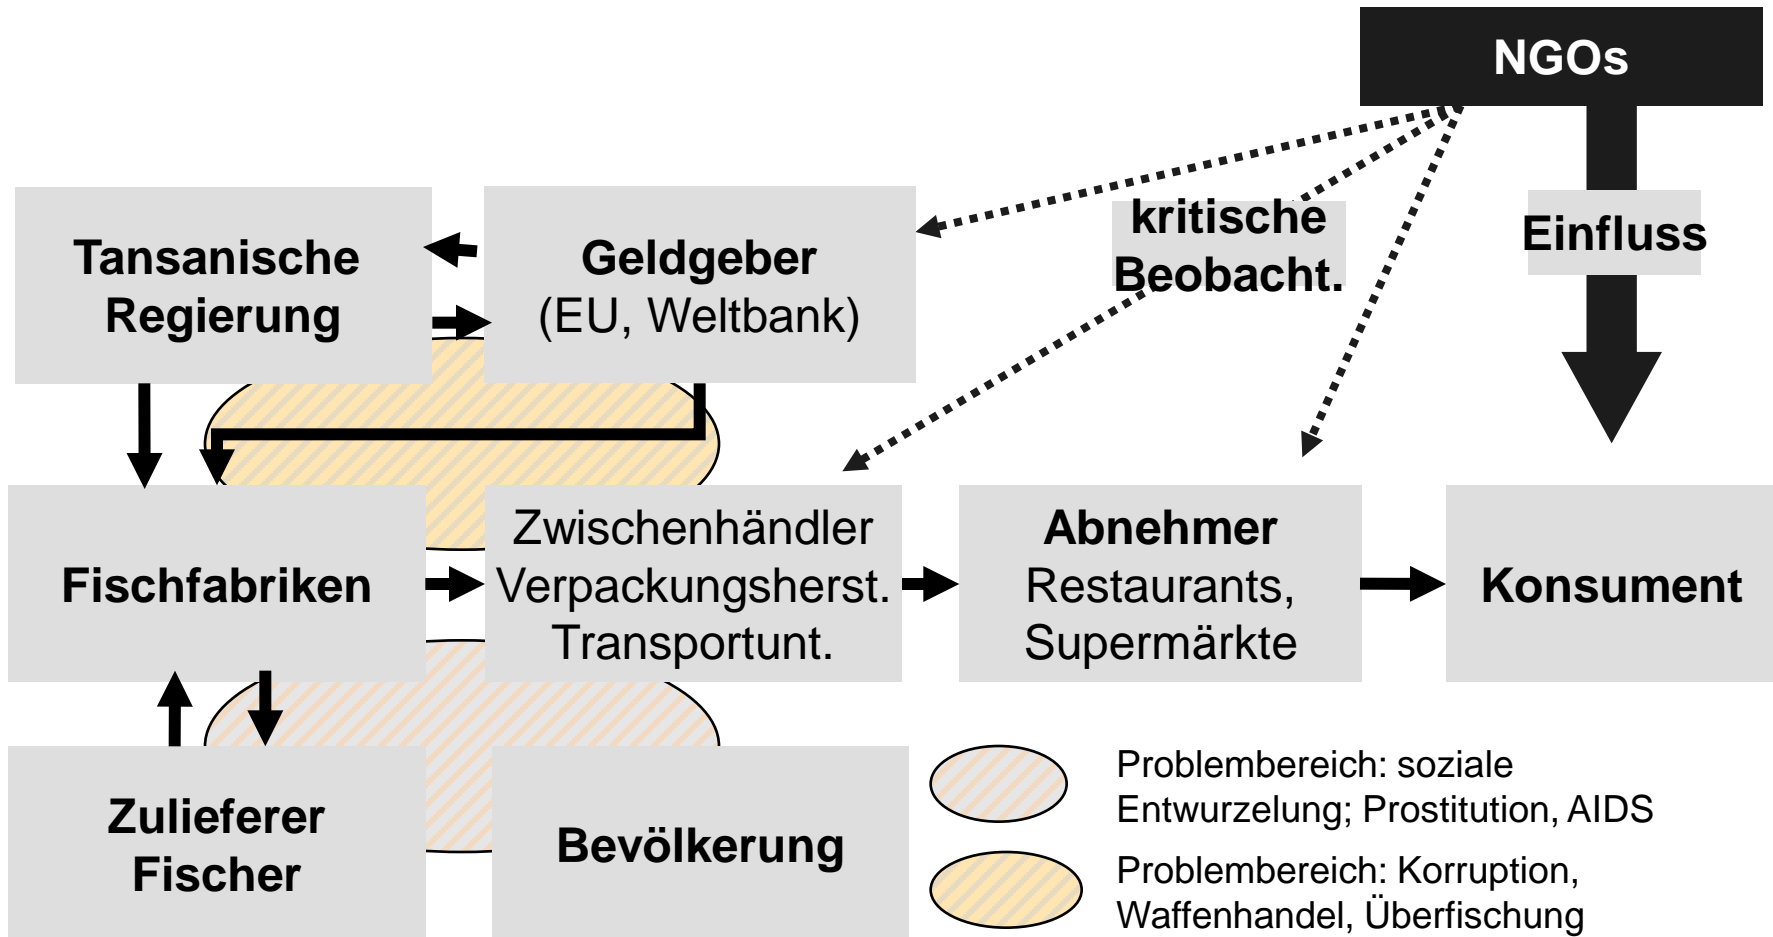 NGOs
Tansanische
Regierung
Geldgeber
(EU, Weltbank)
kritische
Beobacht.
Einfluss
Fischfabriken
Zwischenhändler
Verpackungsherst.
Transportunt.
Abnehmer
Restaurants,
Supermärkte
Konsument
Zulieferer
Fischer
Bevölkerung
Problembereich: soziale
Entwurzelung; Prostitution, AIDS
Problembereich: Korruption,
Waffenhandel, Überfischung